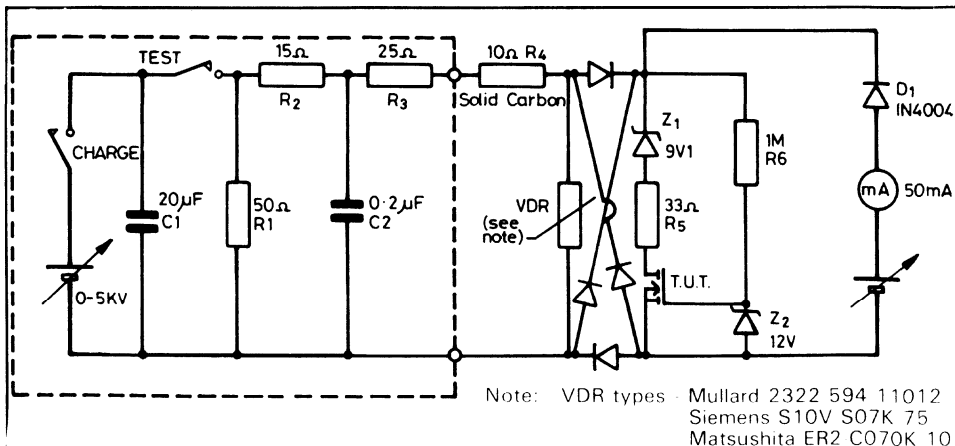 TEST
15Ω
R2
25Ω
R3
10Ω R4
Solid Carbon
CHARGE
20μF
C1
50Ω
R1
0·2μF
C2
0-5KV
VDR
(see
note)
Z1
9V1
33Ω
R5
T.U.T.
1M
R6
Z2
12V
D1
IN4004
mA
50mA
Note: VDR types - Mullard 2322 594 11012
Siemens S10V S07K 75
Matsushita ER2 C070K 10